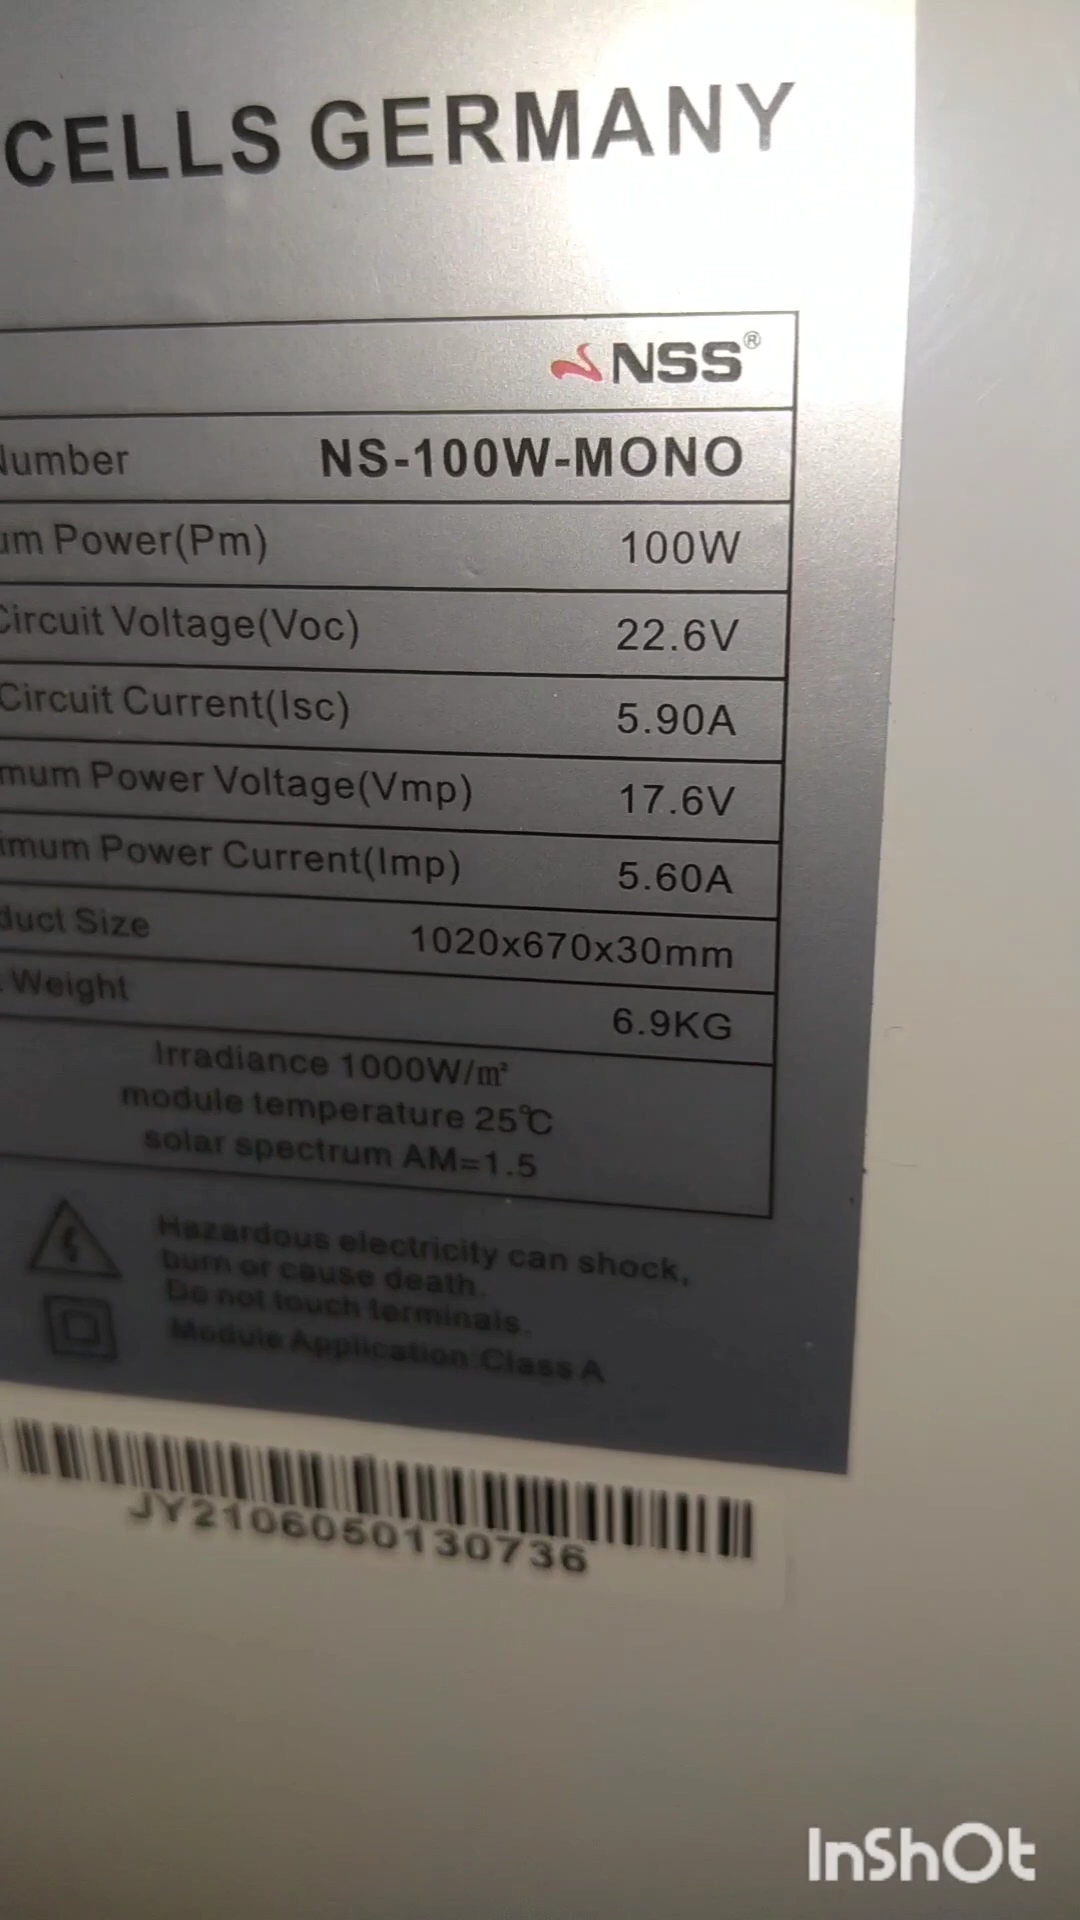 CELLS GERMANY
NSS®
Number NS-100W-MONO
um Power(Pm) 100W
Circuit Voltage(Voc) 22.6V
Circuit Current(Isc) 5.90A
mum Power Voltage(Vmp) 17.6V
imum Power Current(Imp) 5.60A
duct Size 1020x670x30mm
Weight 6.9KG
Irradiance 1000W/m²
module temperature 25℃
solar spectrum AM=1.5
Hazardous electricity can shock,
burn or cause death.
Do not touch terminals.
Module Application Class A
JY2106050130736
InShOt